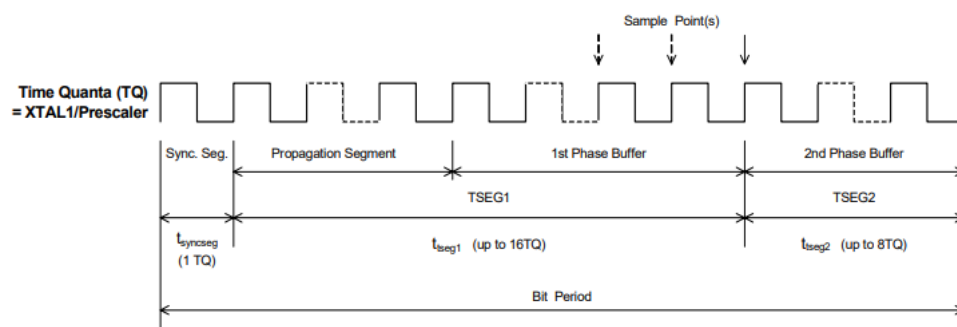 Sample Point(s)
Time Quanta (TQ)
= XTAL1/Prescaler
Sync. Seg.
Propagation Segment
1st Phase Buffer
2nd Phase Buffer
TSEG1
TSEG2
tsyncseg
(1 TQ)
ttseg1 (up to 16TQ)
ttseg2 (up to 8TQ)
Bit Period